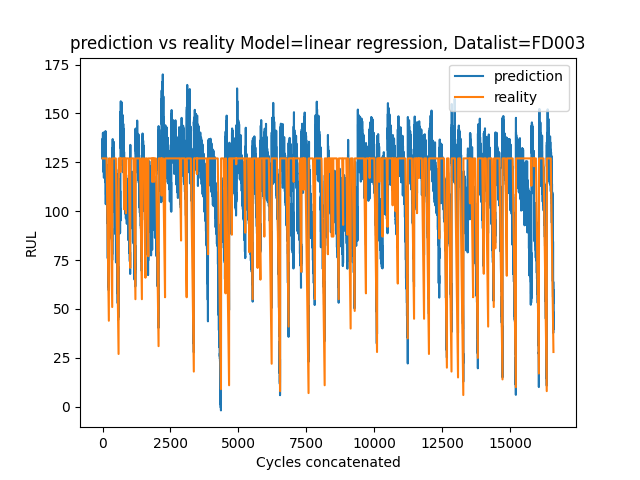 prediction vs reality Model=linear regression, Datalist=FD003
prediction
reality
175
150
125
100
75
50
25
0
RUL
0 2500 5000 7500 10000 12500 15000
Cycles concatenated